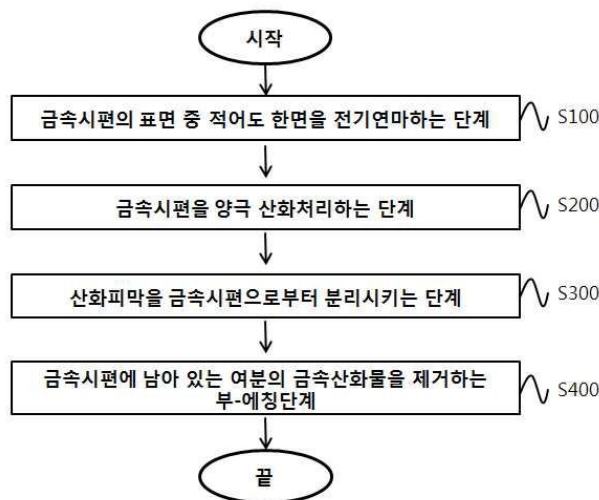 시작
금속시편의 표면 중 적어도 한면을 전기연마하는 단계
S100
금속시편을 양극 산화처리하는 단계
S200
산화피막을 금속시편으로부터 분리시키는 단계
S300
금속시편에 남아 있는 여분의 금속산화물을 제거하는
부-에칭단계
S400
끝